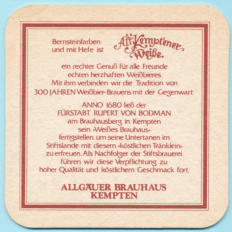 Bernsteinfarben
und mit Hefe ist
Alt Kemptener
Weiße.
ein rechter Genuß für alle Freunde
echten herzhaften Weißbieres.
Mit ihm verbinden wir die Tradition von
300 JAHREN Weißbier-Brauens mit der Gegenwart
ANNO 1680 ließ der
FÜRSTABT RUPERT VON BODMAN
am Brauhausberg in Kempten
sein »Weißes Brauhaus«
fertigstellen, um seine Untertanen im
Stiftslande mit diesem »köstlichen Tränklein«
zu erfreuen. Als Nachfolger der Stiftsbrauerei
führen wir diese Verpflichtung zu
hoher Qualität und köstlichem Geschmack fort.
ALLGÄUER BRAUHAUS
KEMPTEN